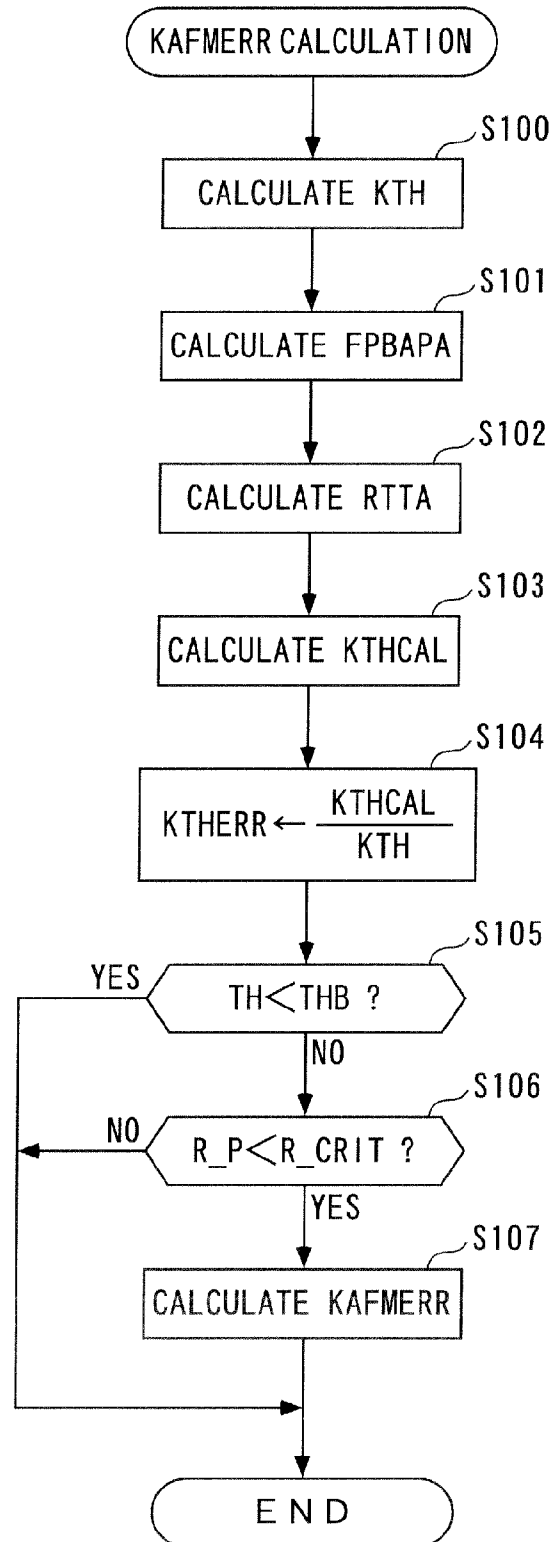 KAFMERR CALCULATION
S100
CALCULATE KTH
S101
CALCULATE FPBAPA
S102
CALCULATE RTTA
S103
CALCULATE KTHCAL
S104
KTHERR ← KTHCAL
KTH
S105
YES
TH<THB ?
NO
S106
NO
R_P<R_CRIT ?
YES
S107
CALCULATE KAFMERR
END